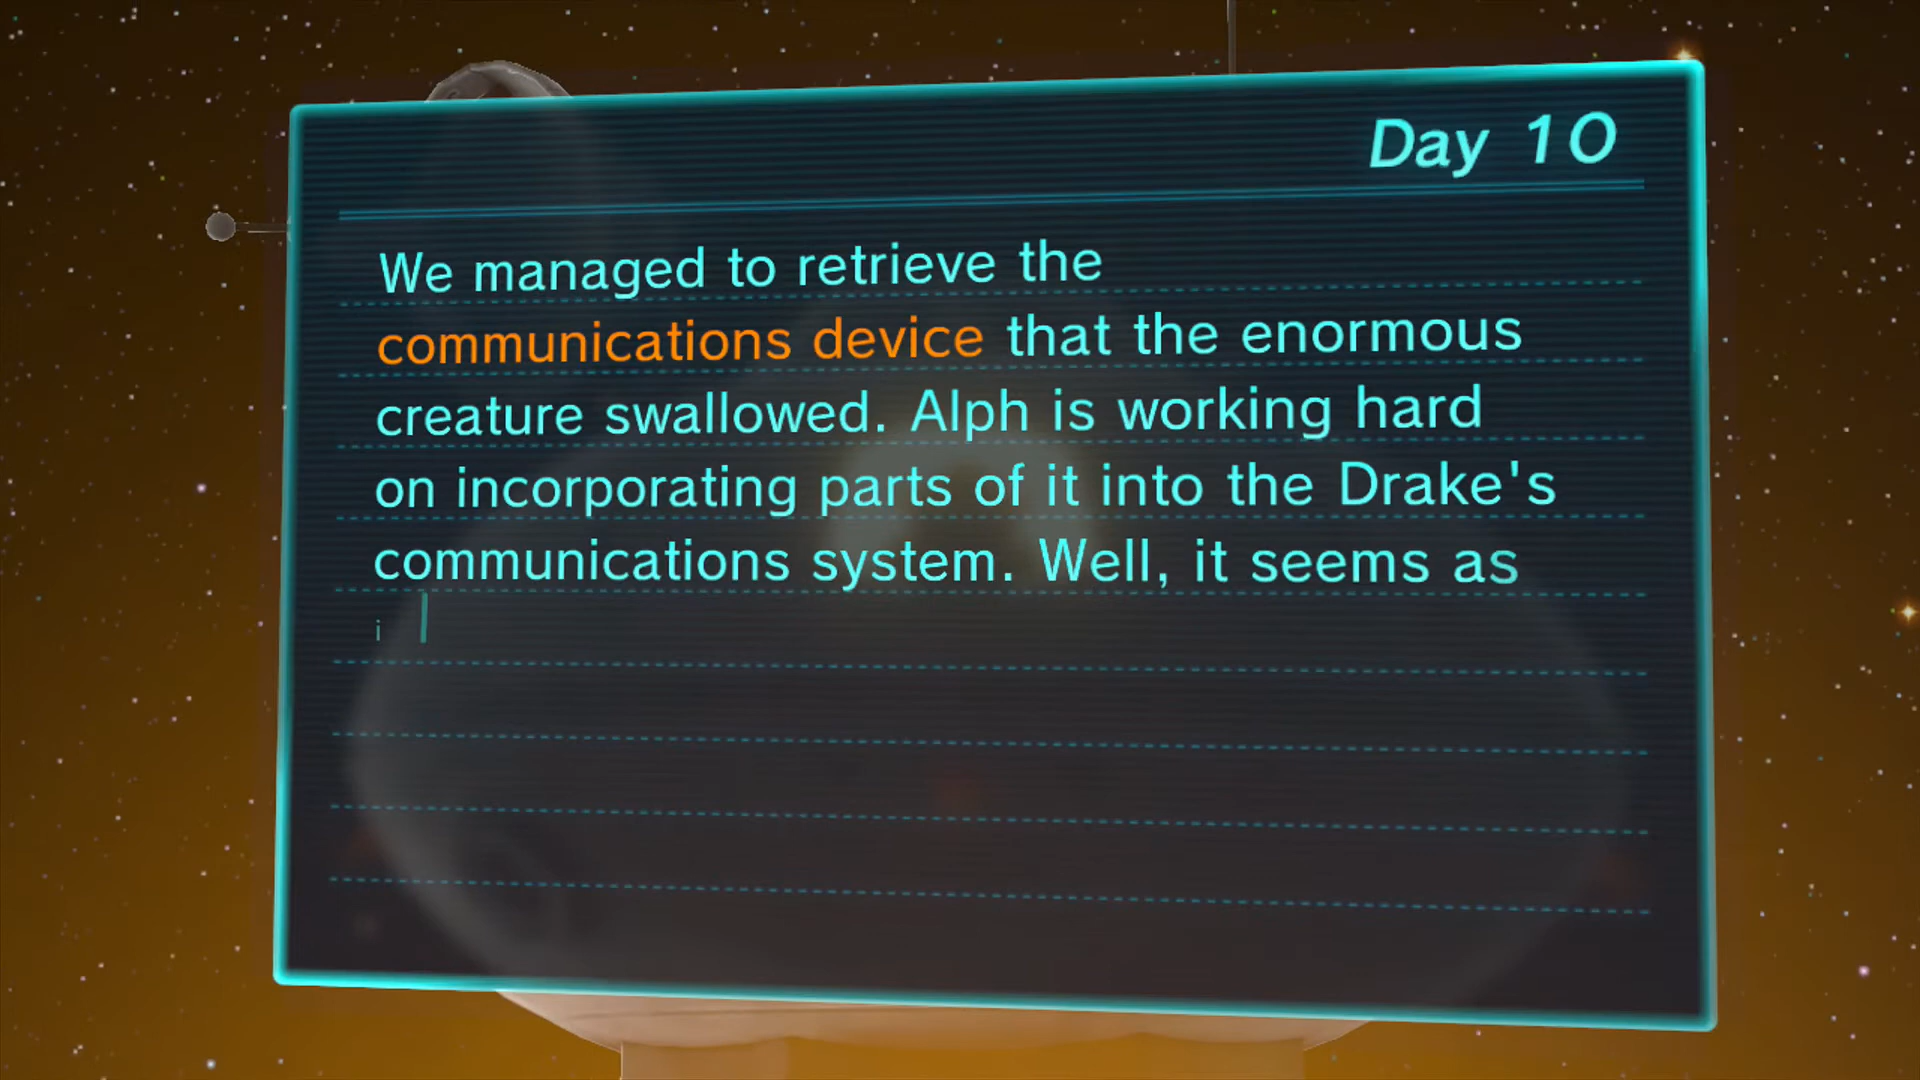 Day 10
We managed to retrieve the
communications device that the enormous
creature swallowed. Alph is working hard
on incorporating parts of it into the Drake's
communications system. Well, it seems as
i